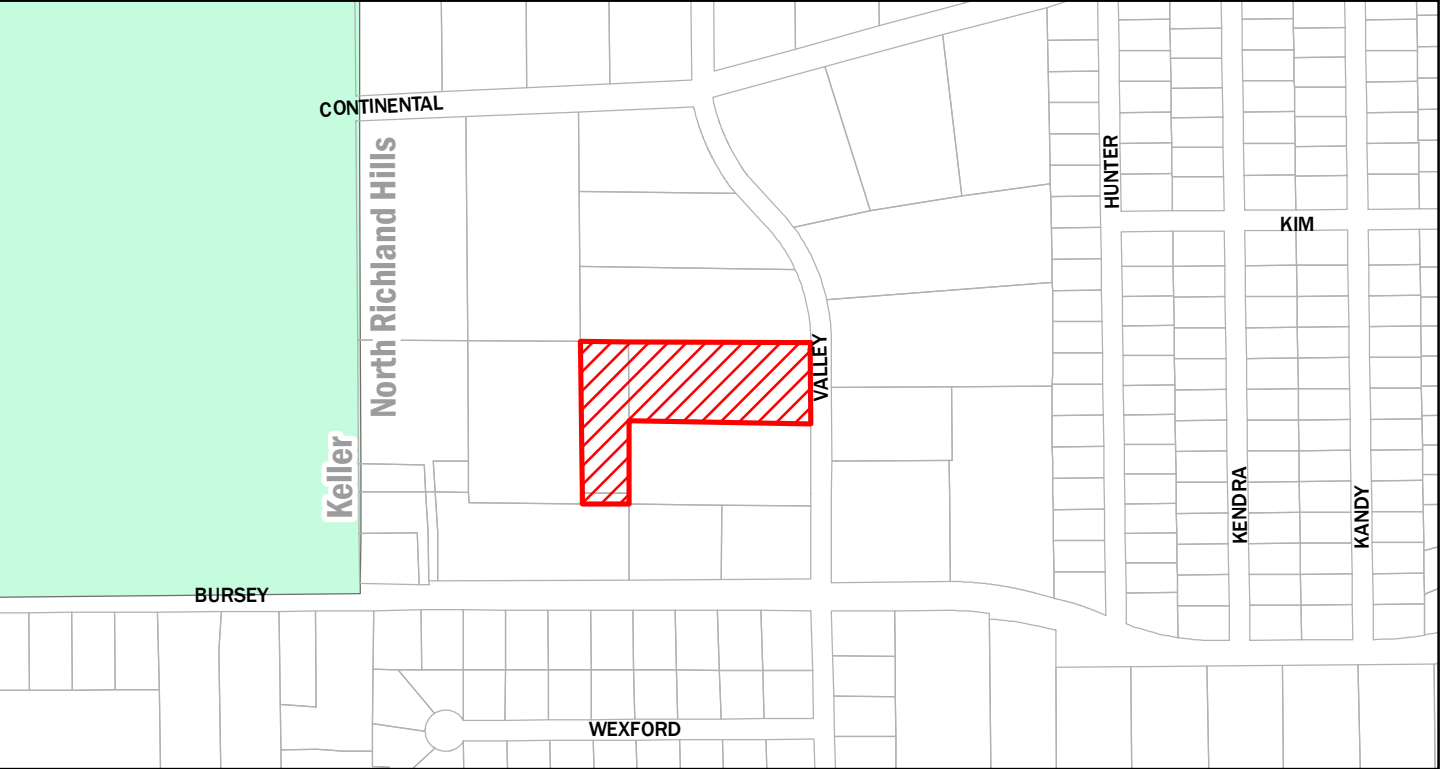 CONTINENTAL
North Richland Hills
HUNTER
KIM
VALLEY
Keller
KENDRA
KANDY
BURSEY
WEXFORD